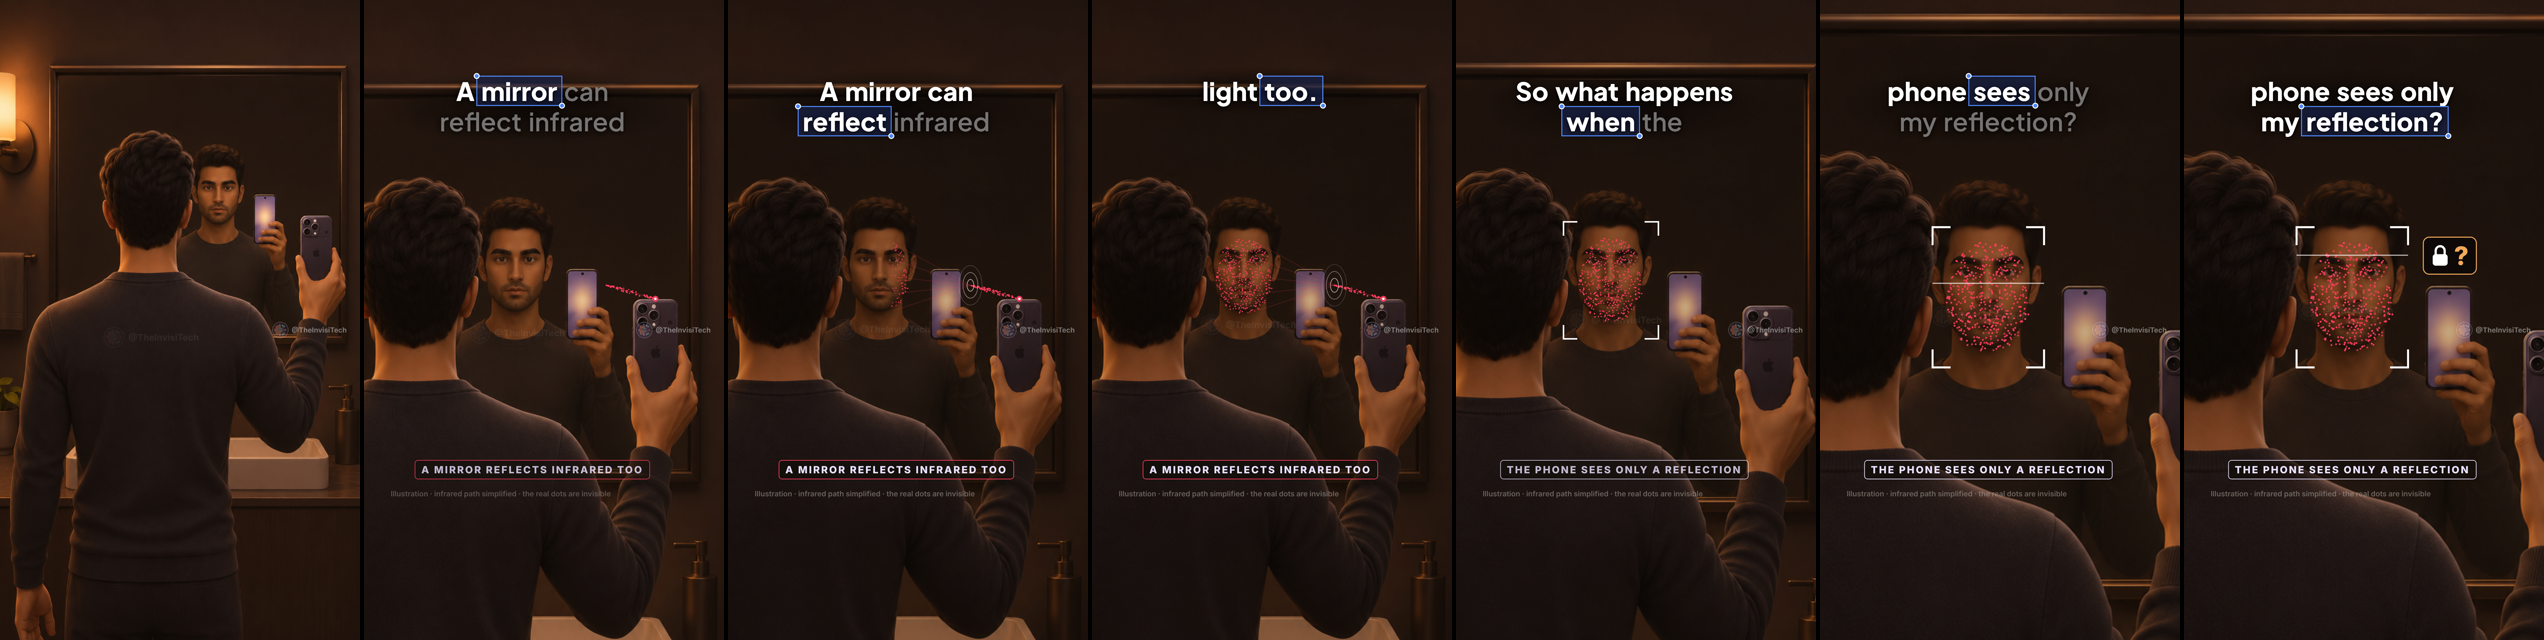 @TheInvisiTech
@TheInvisiTech
A mirror can
reflect infrared
@TheInvisiTech
@TheInvisiTech
A MIRROR REFLECTS INFRARED TOO
Illustration · infrared path simplified · the real dots are invisible
A mirror can
reflect infrared
@TheInvisiTech
@TheInvisiTech
A MIRROR REFLECTS INFRARED TOO
Illustration · infrared path simplified · the real dots are invisible
light too.
@TheInvisiTech
@TheInvisiTech
A MIRROR REFLECTS INFRARED TOO
Illustration · infrared path simplified · the real dots are invisible
So what happens
when the
@TheInvisiTech
THE PHONE SEES ONLY A REFLECTION
Illustration · infrared path simplified · the real dots are invisible
phone sees only
my reflection?
@TheInvisiTech
THE PHONE SEES ONLY A REFLECTION
Illustration · infrared path simplified · the real dots are invisible
phone sees only
my reflection?
?
@TheInvisiTech
THE PHONE SEES ONLY A REFLECTION
Illustration · infrared path simplified · the real dots are invisible